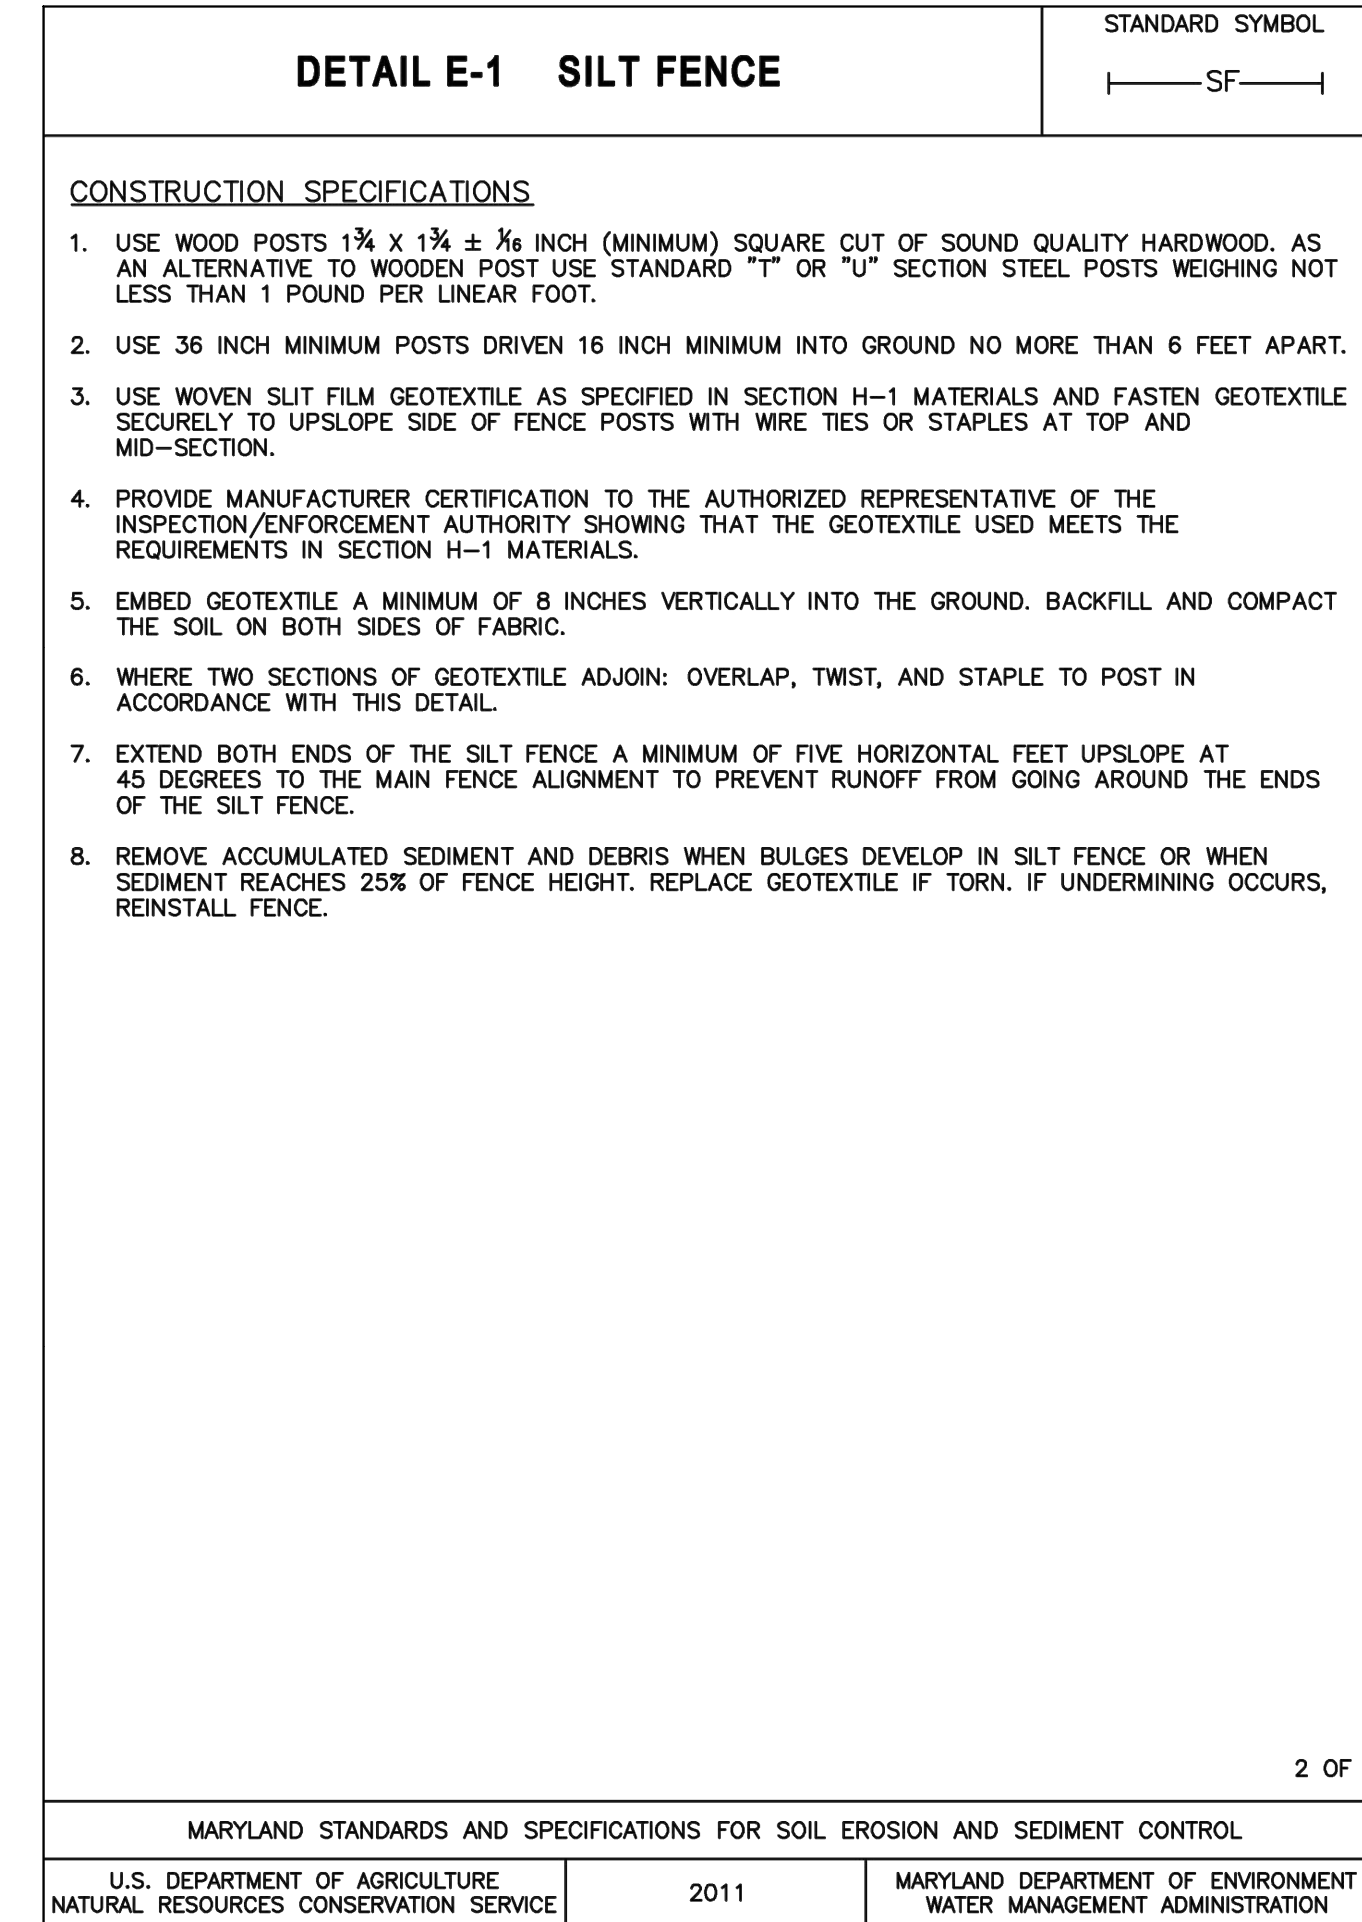 DETAIL E-1 SILT FENCE
STANDARD SYMBOL
SF
CONSTRUCTION SPECIFICATIONS
1. USE WOOD POSTS 1¾ X 1¾ ± 1/16 INCH (MINIMUM) SQUARE CUT OF SOUND QUALITY HARDWOOD. AS
AN ALTERNATIVE TO WOODEN POST USE STANDARD "T" OR "U" SECTION STEEL POSTS WEIGHING NOT
LESS THAN 1 POUND PER LINEAR FOOT.
2. USE 36 INCH MINIMUM POSTS DRIVEN 16 INCH MINIMUM INTO GROUND NO MORE THAN 6 FEET APART.
3. USE WOVEN SLIT FILM GEOTEXTILE AS SPECIFIED IN SECTION H-1 MATERIALS AND FASTEN GEOTEXTILE
SECURELY TO UPSLOPE SIDE OF FENCE POSTS WITH WIRE TIES OR STAPLES AT TOP AND
MID-SECTION.
4. PROVIDE MANUFACTURER CERTIFICATION TO THE AUTHORIZED REPRESENTATIVE OF THE
INSPECTION/ENFORCEMENT AUTHORITY SHOWING THAT THE GEOTEXTILE USED MEETS THE
REQUIREMENTS IN SECTION H-1 MATERIALS.
5. EMBED GEOTEXTILE A MINIMUM OF 8 INCHES VERTICALLY INTO THE GROUND. BACKFILL AND COMPACT
THE SOIL ON BOTH SIDES OF FABRIC.
6. WHERE TWO SECTIONS OF GEOTEXTILE ADJOIN: OVERLAP, TWIST, AND STAPLE TO POST IN
ACCORDANCE WITH THIS DETAIL.
7. EXTEND BOTH ENDS OF THE SILT FENCE A MINIMUM OF FIVE HORIZONTAL FEET UPSLOPE AT
45 DEGREES TO THE MAIN FENCE ALIGNMENT TO PREVENT RUNOFF FROM GOING AROUND THE ENDS
OF THE SILT FENCE.
8. REMOVE ACCUMULATED SEDIMENT AND DEBRIS WHEN BULGES DEVELOP IN SILT FENCE OR WHEN
SEDIMENT REACHES 25% OF FENCE HEIGHT. REPLACE GEOTEXTILE IF TORN. IF UNDERMINING OCCURS,
REINSTALL FENCE.
2 OF
MARYLAND STANDARDS AND SPECIFICATIONS FOR SOIL EROSION AND SEDIMENT CONTROL
U.S. DEPARTMENT OF AGRICULTURE
NATURAL RESOURCES CONSERVATION SERVICE
2011
MARYLAND DEPARTMENT OF ENVIRONMENT
WATER MANAGEMENT ADMINISTRATION